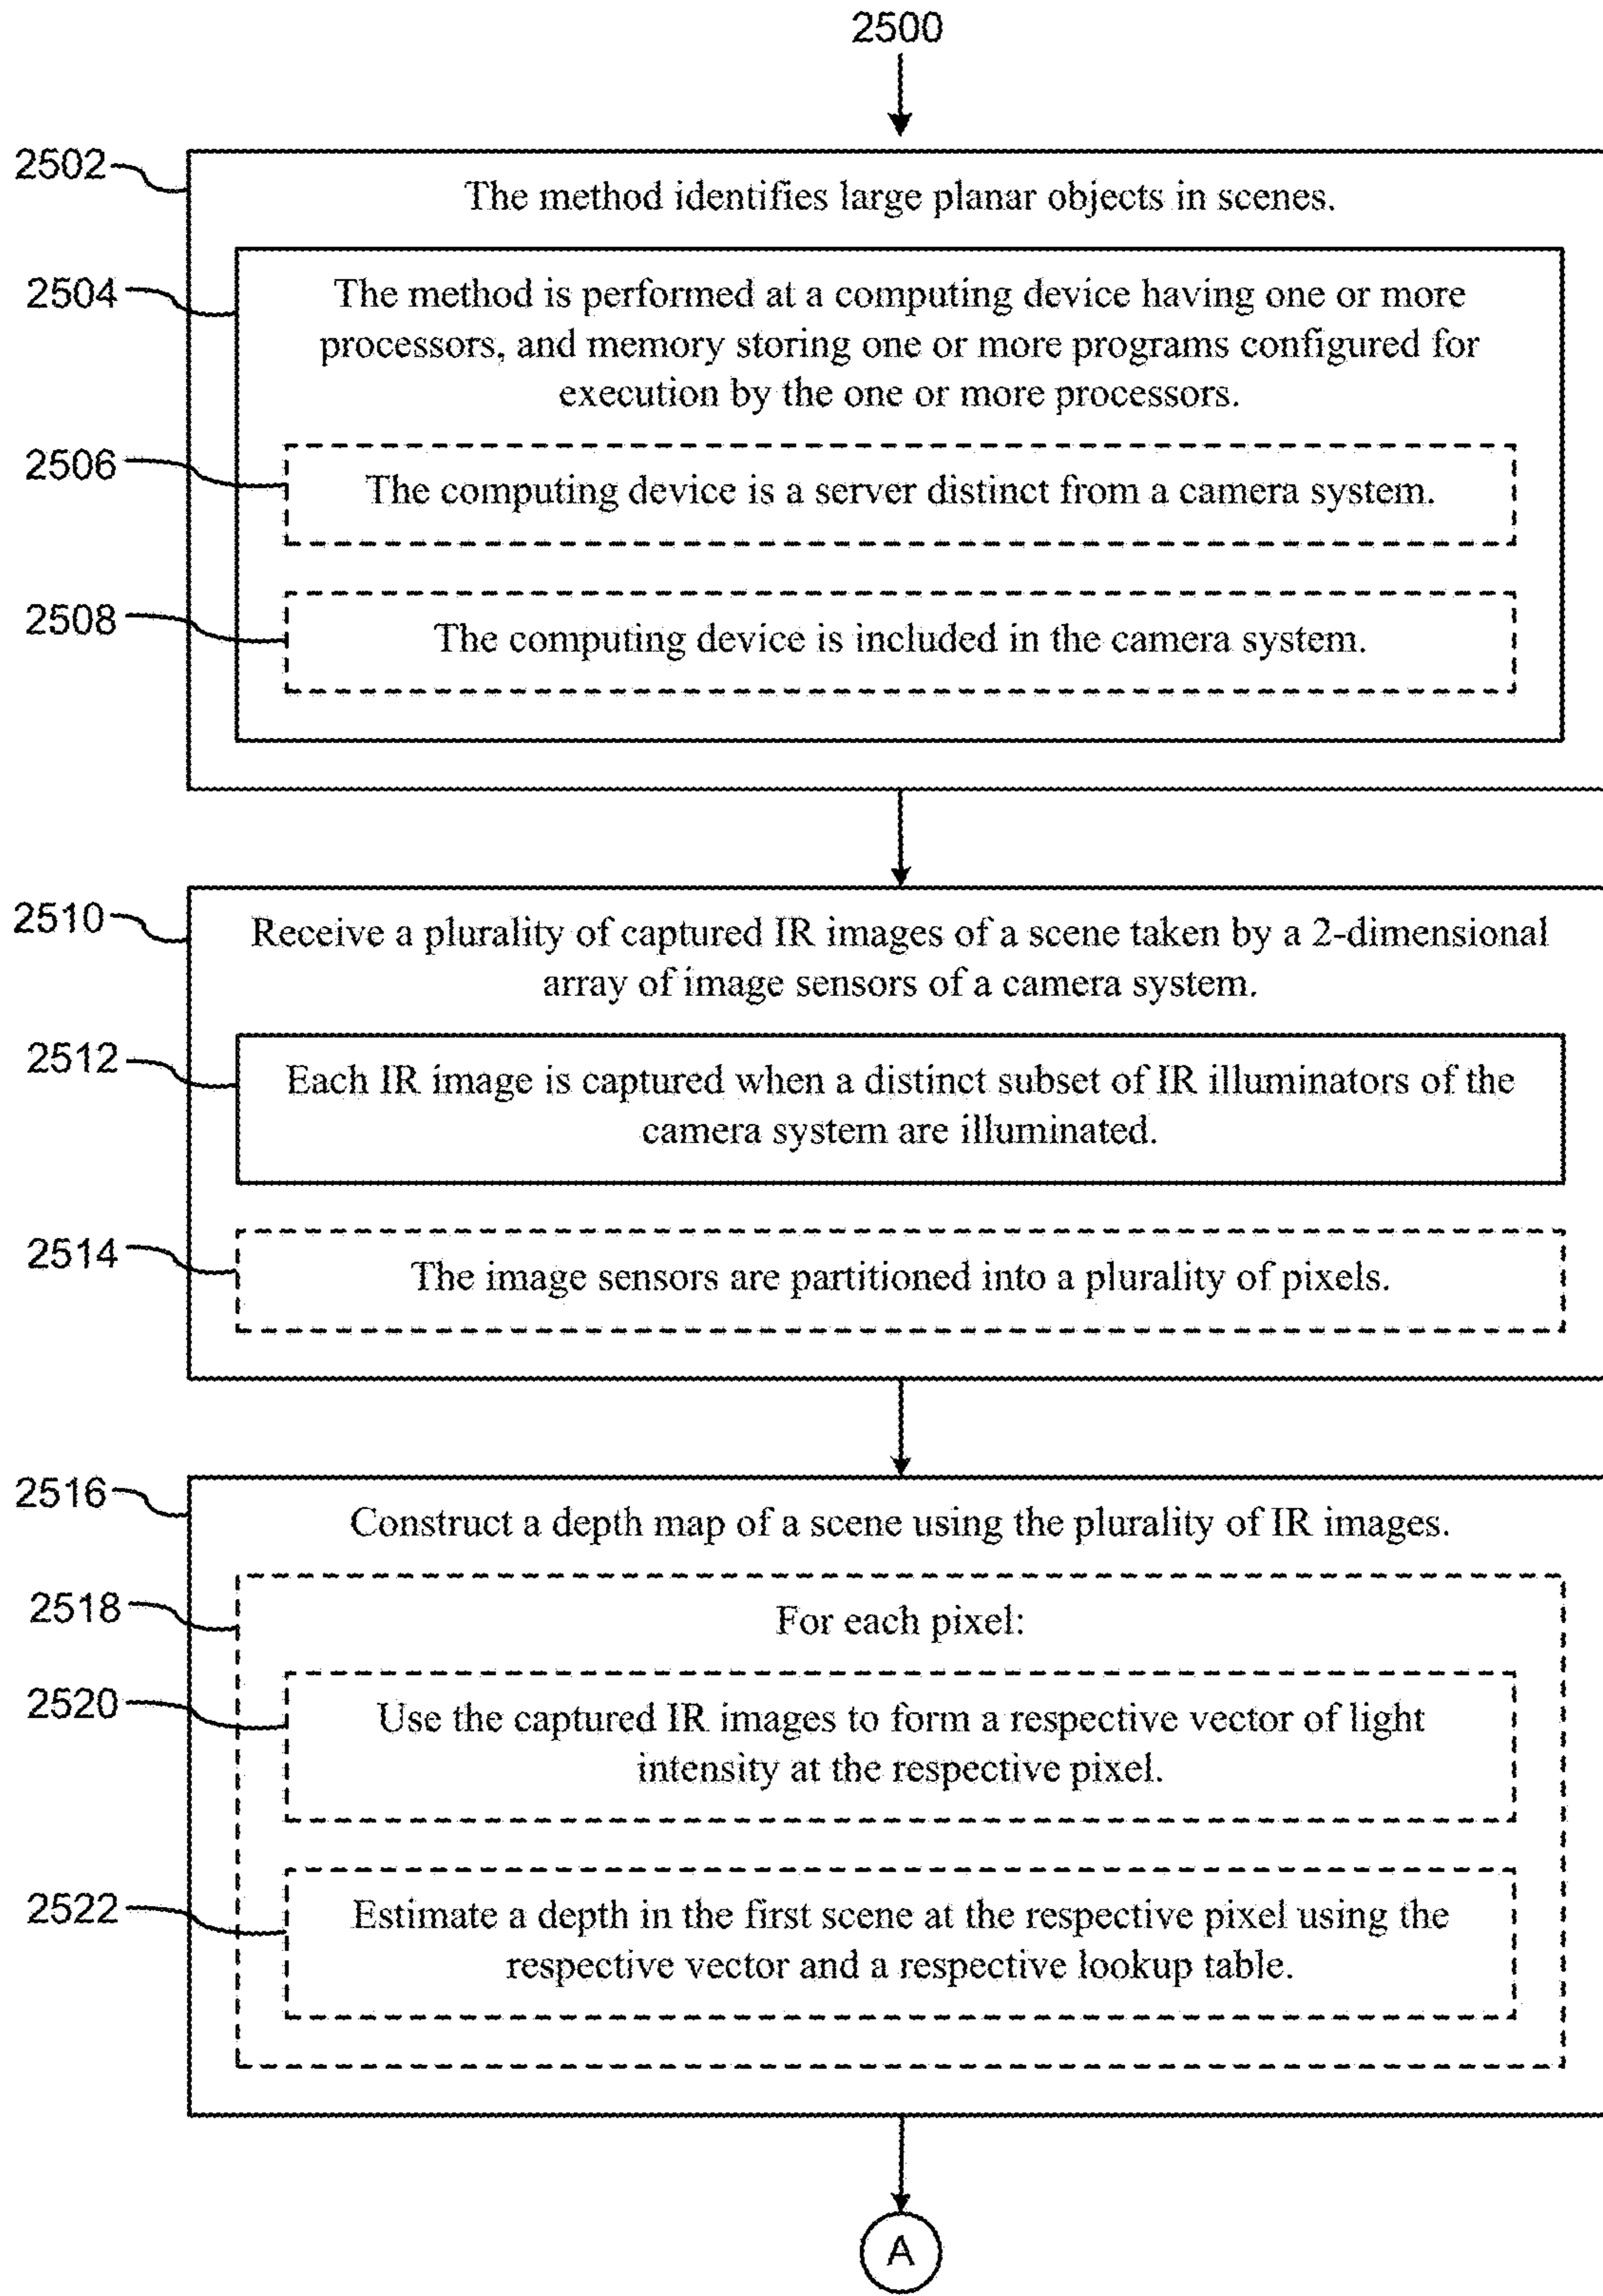 2500
2502
The method identifies large planar objects in scenes.
2504
The method is performed at a computing device having one or more
processors, and memory storing one or more programs configured for
execution by the one or more processors.
2506
The computing device is a server distinct from a camera system.
2508
The computing device is included in the camera system.
2510
Receive a plurality of captured IR images of a scene taken by a 2-dimensional
array of image sensors of a camera system.
2512
Each IR image is captured when a distinct subset of IR illuminators of the
camera system are illuminated.
2514
The image sensors are partitioned into a plurality of pixels.
2516
Construct a depth map of a scene using the plurality of IR images.
2518
For each pixel:
2520
Use the captured IR images to form a respective vector of light
intensity at the respective pixel.
2522
Estimate a depth in the first scene at the respective pixel using the
respective vector and a respective lookup table.
A